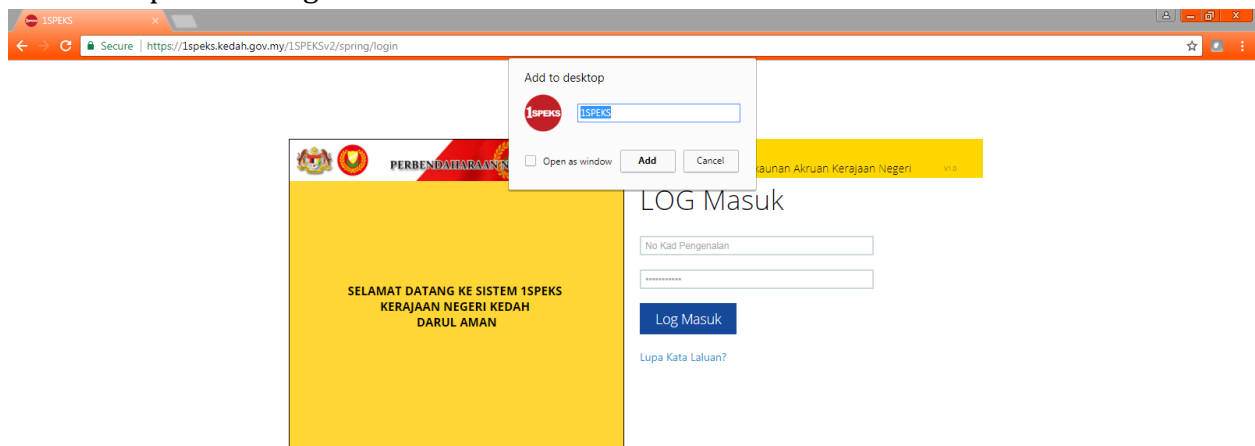 1SPEKS
Secure | https://1speks.kedah.gov.my/1SPEKSv2/spring/login
Add to desktop
1SPEKS
1SPEKS
Open as window
Add
Cancel
PERBENDAHARAAN
kaunan Akruan Kerajaan Negeri
V1.0
LOG Masuk
No Kad Pengenalan
SELAMAT DATANG KE SISTEM 1SPEKS
KERAJAAN NEGERI KEDAH
DARUL AMAN
Log Masuk
Lupa Kata Laluan?